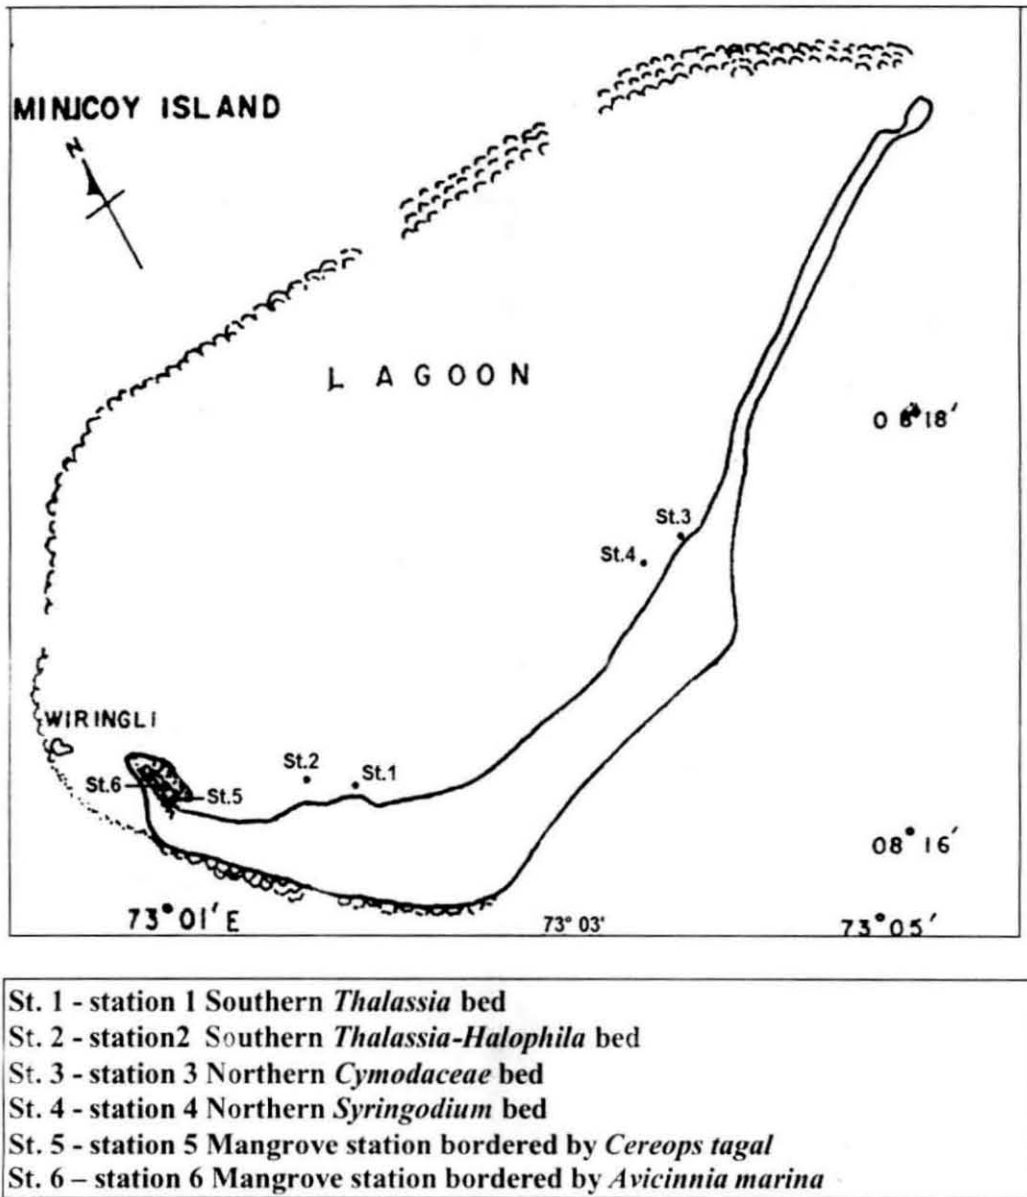 MINICOY ISLAND
N
LAGOON
08°18'
St.3
St.4
WIRINGLI
St.2
St.1
St.6
St.5
08°16'
73°01'E
73° 03'
73°05'
St. 1 - station 1 Southern Thalassia bed
St. 2 - station2 Southern Thalassia-Halophila bed
St. 3 - station 3 Northern Cymodaceae bed
St. 4 - station 4 Northern Syringodium bed
St. 5 - station 5 Mangrove station bordered by Cereops tagal
St. 6 – station 6 Mangrove station bordered by Avicinnia marina